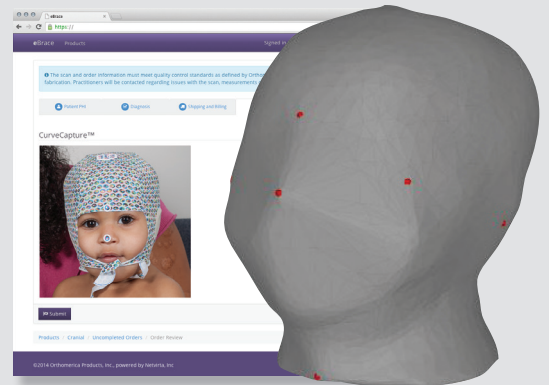 eBrace
https://
eBrace Products Signed in
The scan and order information must meet quality control standards as defined by Ortho
fabrication. Practitioners will be contacted regarding issues with the scan, measurements
Patient PHI Diagnosis Shipping and Billing
CurveCapture™
Submit
Products / Cranial / Uncompleted Orders / Order Review
©2014 Orthomerica Products, Inc., powered by Neterria, Inc